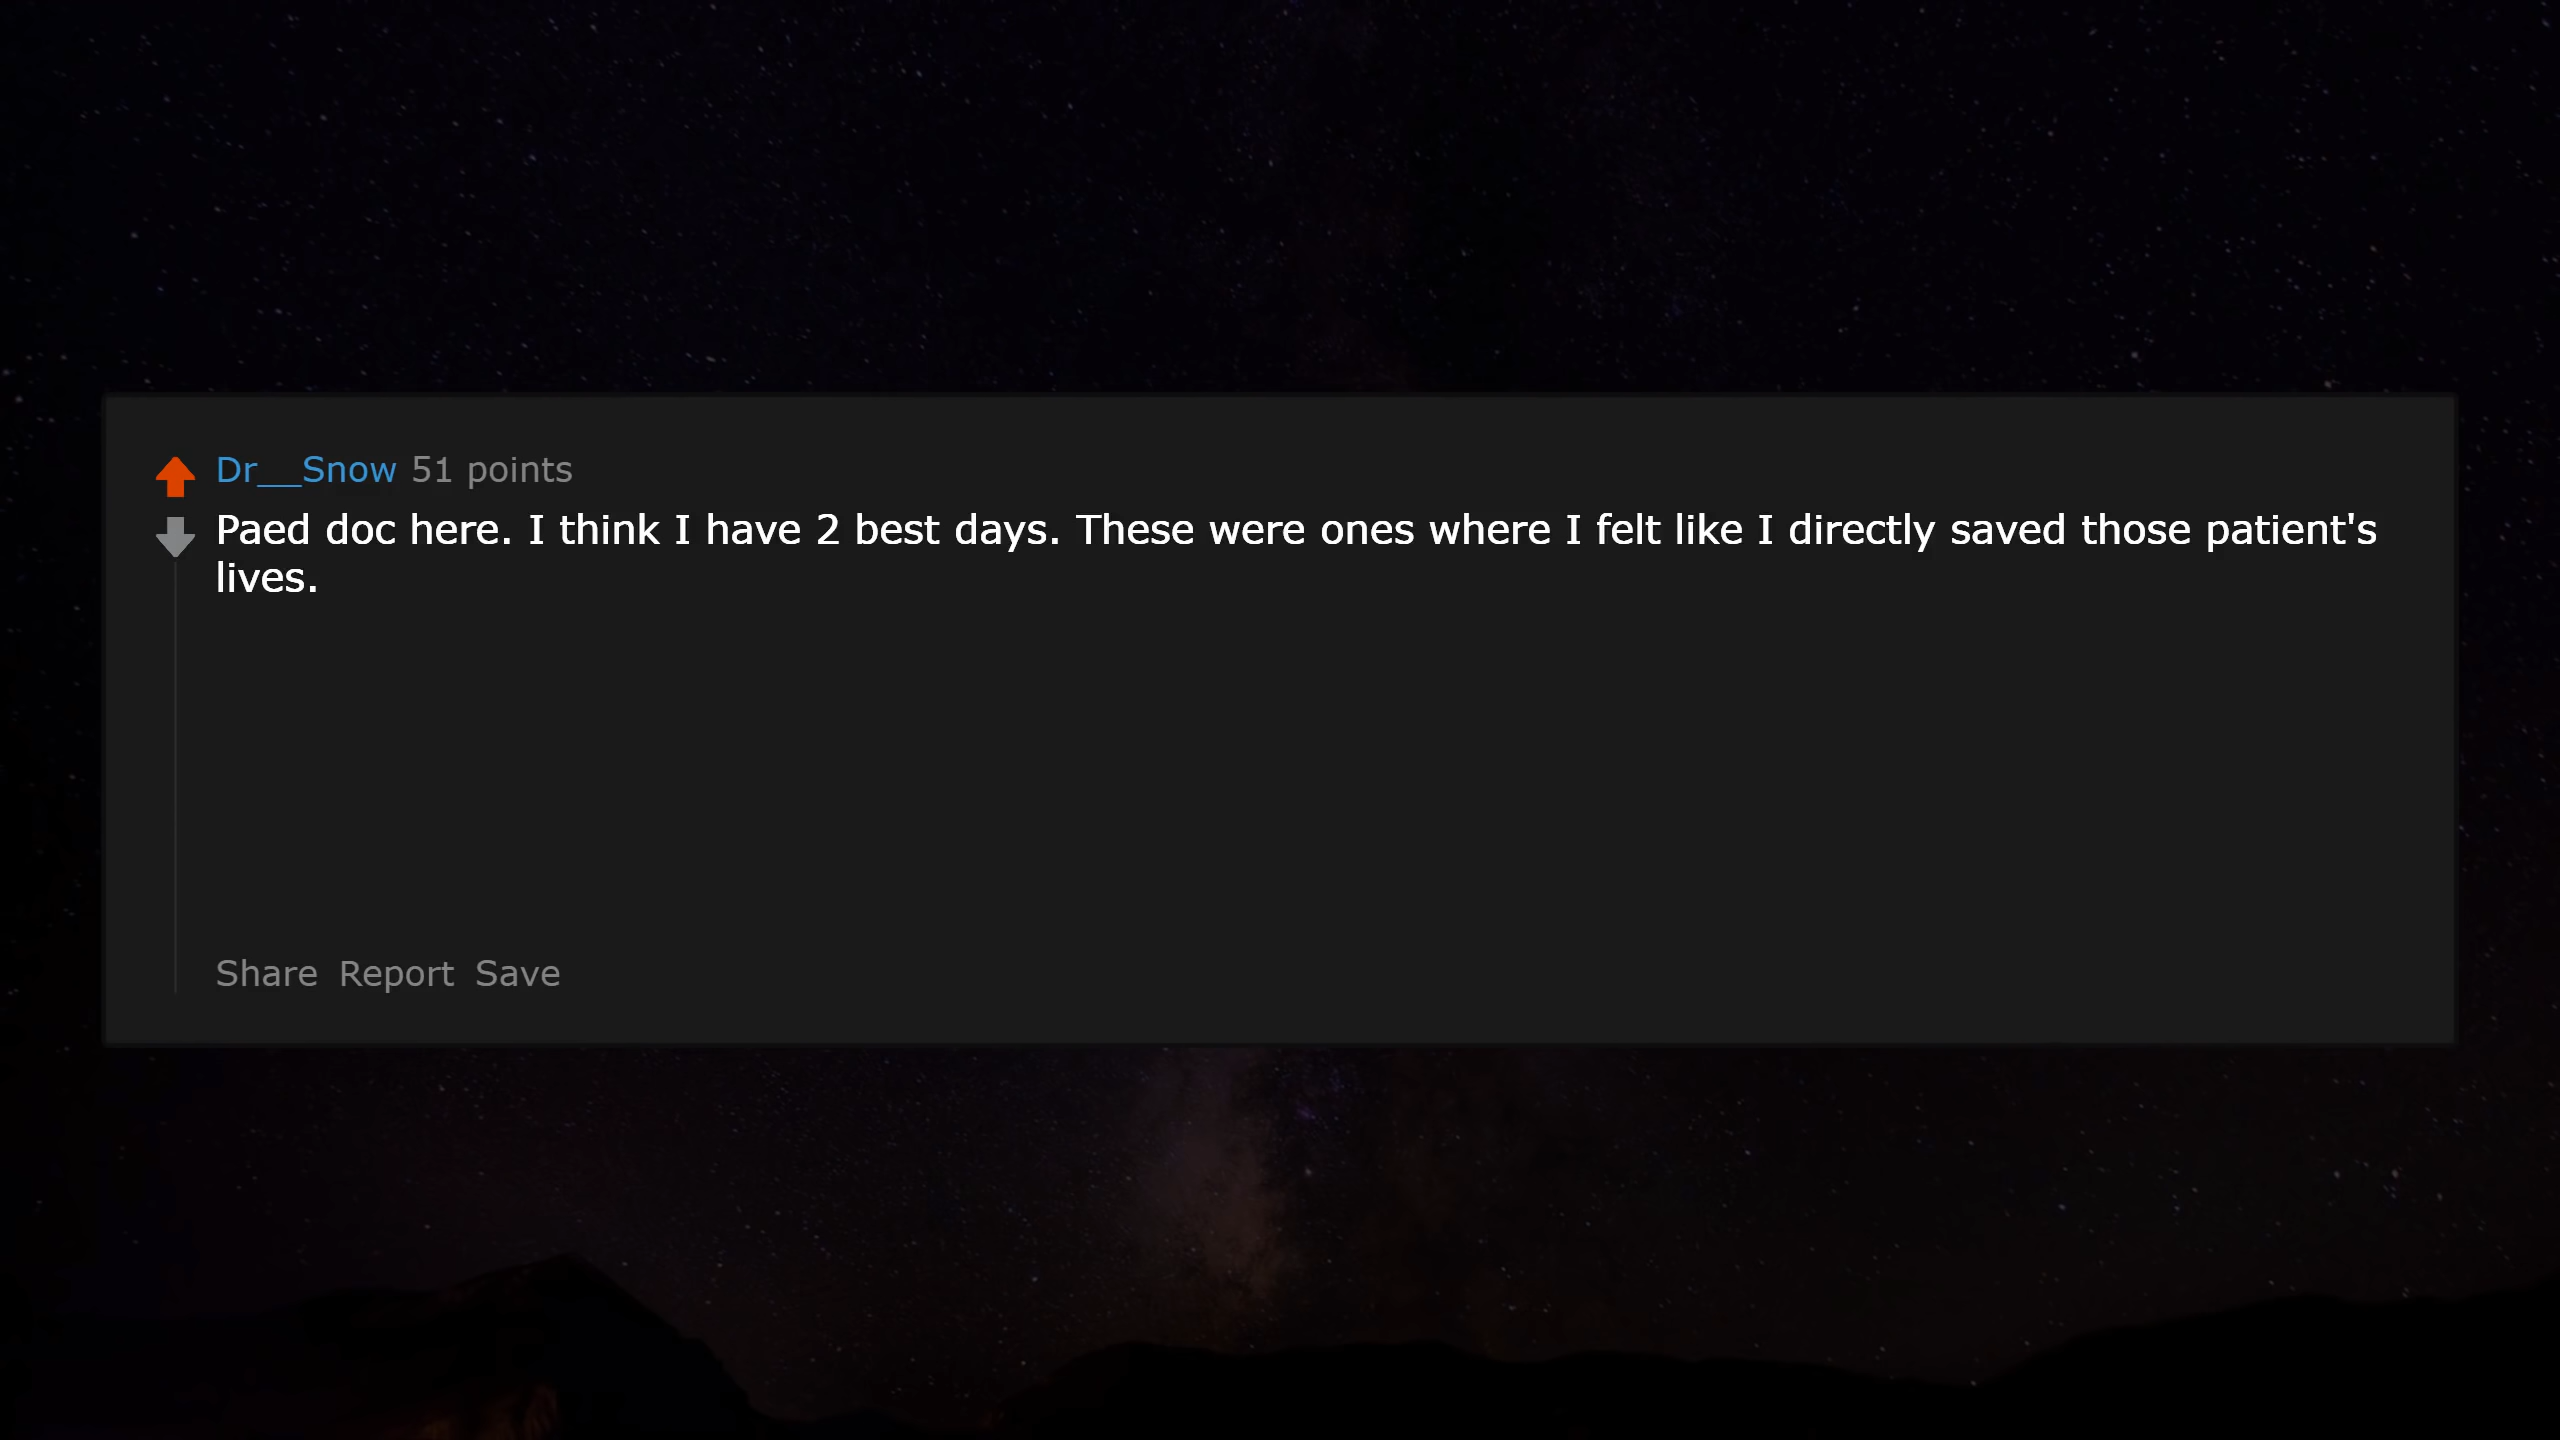 Dr__Snow 51 points
Paed doc here. I think I have 2 best days. These were ones where I felt like I directly saved those patient's
lives.
Share Report Save